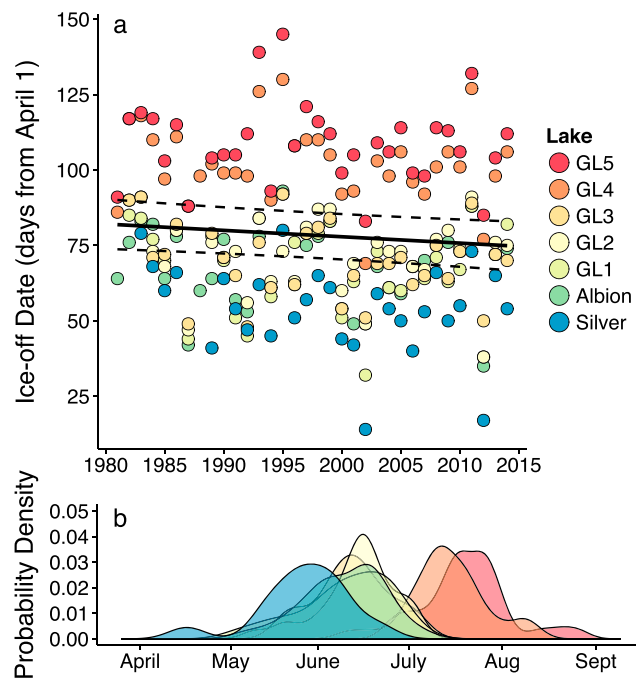 a
Ice-off Date (days from April 1)
150
125
100
75
50
25
1980 1985 1990 1995 2000 2005 2010 2015
Lake
GL5
GL4
GL3
GL2
GL1
Albion
Silver
b
Probability Density
0.05
0.04
0.03
0.02
0.01
0.00
April May June July Aug Sept